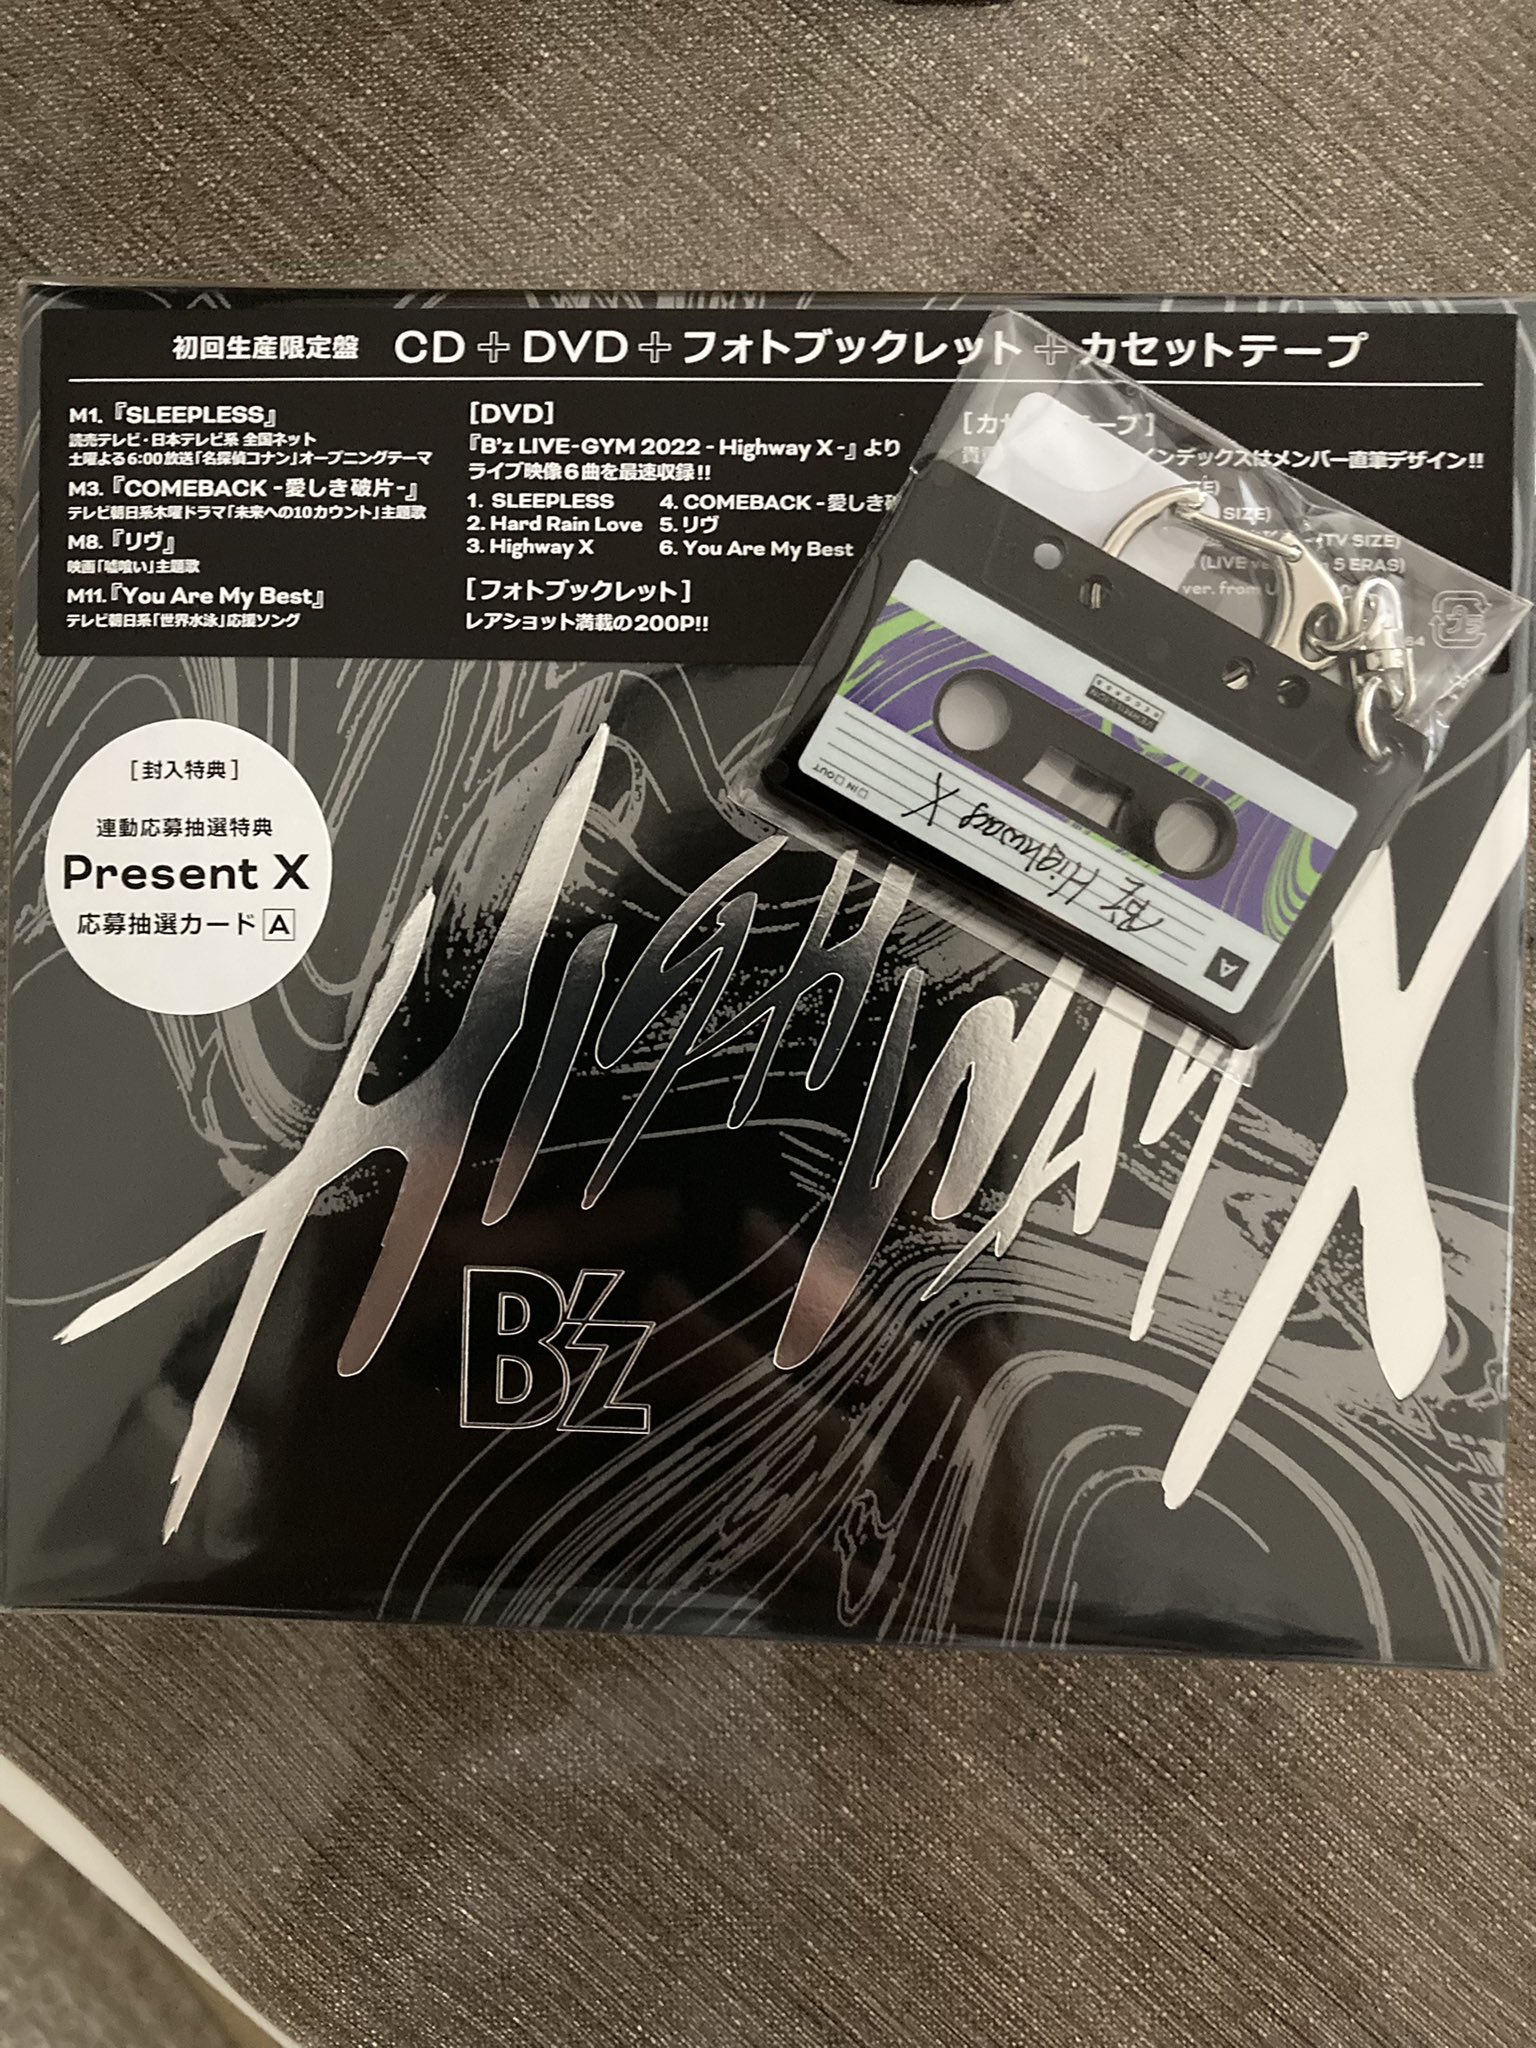 初回生産限定盤 CD+DVD+フォトブックレット+カセットテープ
M1.『SLEEPLESS』
読売テレビ・日本テレビ系 全国ネット
土曜よる6:00放送「名探偵コナン」オープニングテーマ
M3.『COMEBACK -愛しき破片-』
テレビ朝日系木曜ドラマ「未来への10カウント」主題歌
M8.『リヴ』
映画「嘘喰い」主題歌
M11.『You Are My Best』
テレビ朝日系「世界水泳」応援ソング
[DVD]
『B'z LIVE-GYM 2022 - Highway X -』より
ライブ映像6曲を最速収録!!
1. SLEEPLESS
2. Hard Rain Love
3. Highway X
4. COMEBACK -愛しき破
5. リヴ
6. You Are My Best
[フォトブックレット]
レアショット満載の200P!!
[カ テープ]
インデックスはメンバー直筆デザイン!!
SIZE)
(TV SIZE)
(LIVE 5 ERAS)
ver. from
プラ
[封入特典]
連動応募抽選特典
Present X
応募抽選カード A
VERMILLION
RECORDS
□IN □OUT
B'z Highway X
A
HIGHWAY X
B'z